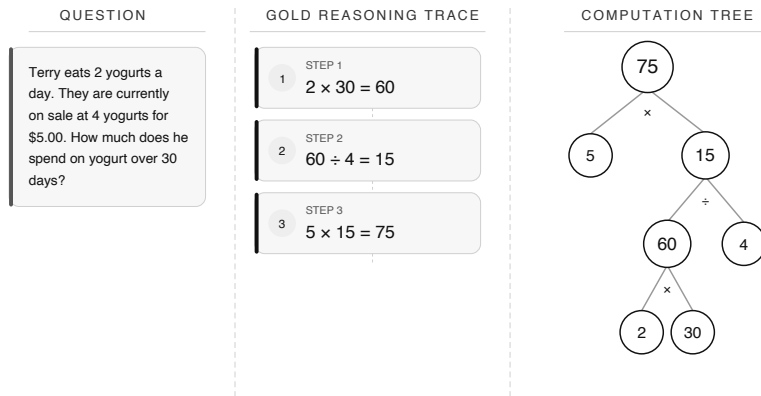 QUESTION
Terry eats 2 yogurts a
day. They are currently
on sale at 4 yogurts for
$5.00. How much does he
spend on yogurt over 30
days?
GOLD REASONING TRACE
1
STEP 1
2 × 30 = 60
2
STEP 2
60 ÷ 4 = 15
3
STEP 3
5 × 15 = 75
COMPUTATION TREE
75
×
5
15
÷
60
4
×
2
30